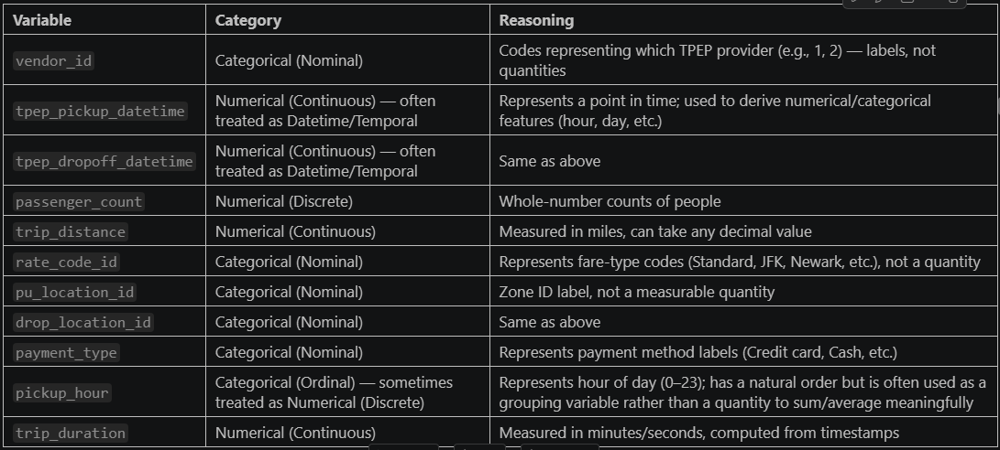 Variable Category Reasoning
vendor_id Categorical (Nominal) Codes representing which TPEP provider (e.g., 1, 2) — labels, not
quantities
tpep_pickup_datetime Numerical (Continuous) — often
treated as Datetime/Temporal Represents a point in time; used to derive numerical/categorical
features (hour, day, etc.)
tpep_dropoff_datetime Numerical (Continuous) — often
treated as Datetime/Temporal Same as above
passenger_count Numerical (Discrete) Whole-number counts of people
trip_distance Numerical (Continuous) Measured in miles, can take any decimal value
rate_code_id Categorical (Nominal) Represents fare-type codes (Standard, JFK, Newark, etc.), not a quantity
pu_location_id Categorical (Nominal) Zone ID label, not a measurable quantity
drop_location_id Categorical (Nominal) Same as above
payment_type Categorical (Nominal) Represents payment method labels (Credit card, Cash, etc.)
pickup_hour Categorical (Ordinal) — sometimes
treated as Numerical (Discrete) Represents hour of day (0–23); has a natural order but is often used as a
grouping variable rather than a quantity to sum/average meaningfully
trip_duration Numerical (Continuous) Measured in minutes/seconds, computed from timestamps